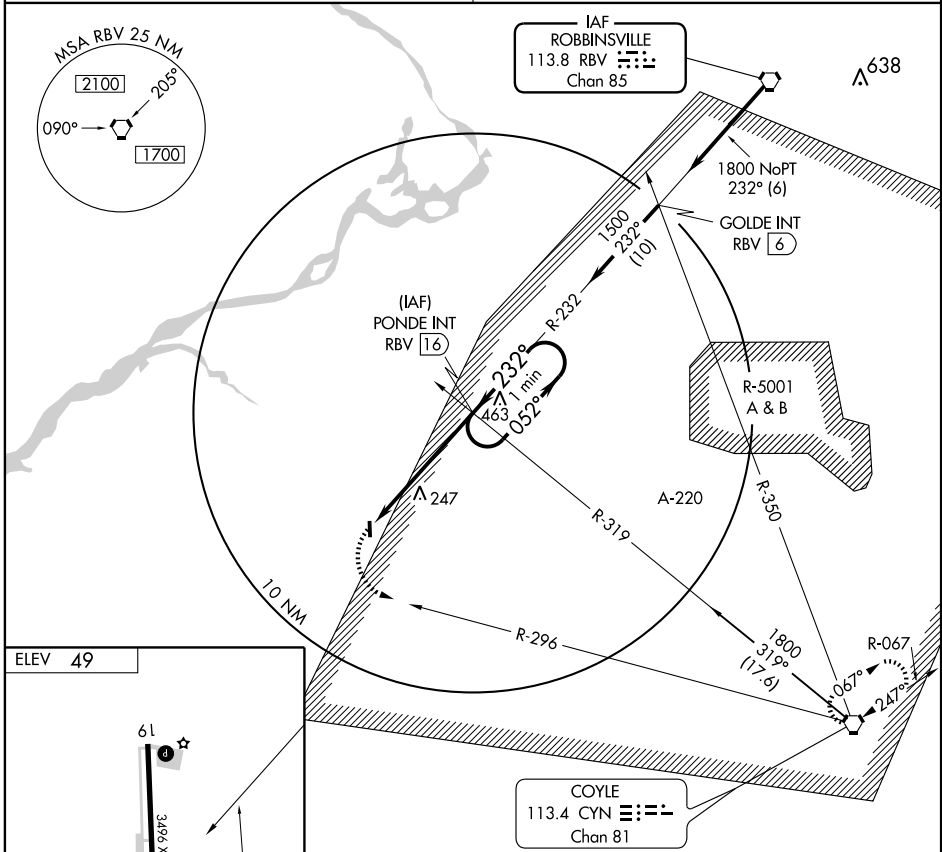 MSA RBV 25 NM
2100
205°
090°
1700
IAF
ROBBINSVILLE
113.8 RBV
Chan 85
638
1800 NoPT
232° (6)
GOLDE INT
RBV 6
1500
232°
(10)
R-232
(IAF)
PONDE INT
RBV 16
232°
1 min
463
052°
R-5001
A & B
247
A-220
R-350
R-319
10 NM
R-296
1800
319°
(17.6)
R-067
067°
247°
COYLE
113.4 CYN
Chan 81
ELEV 49
19
P
3496 X